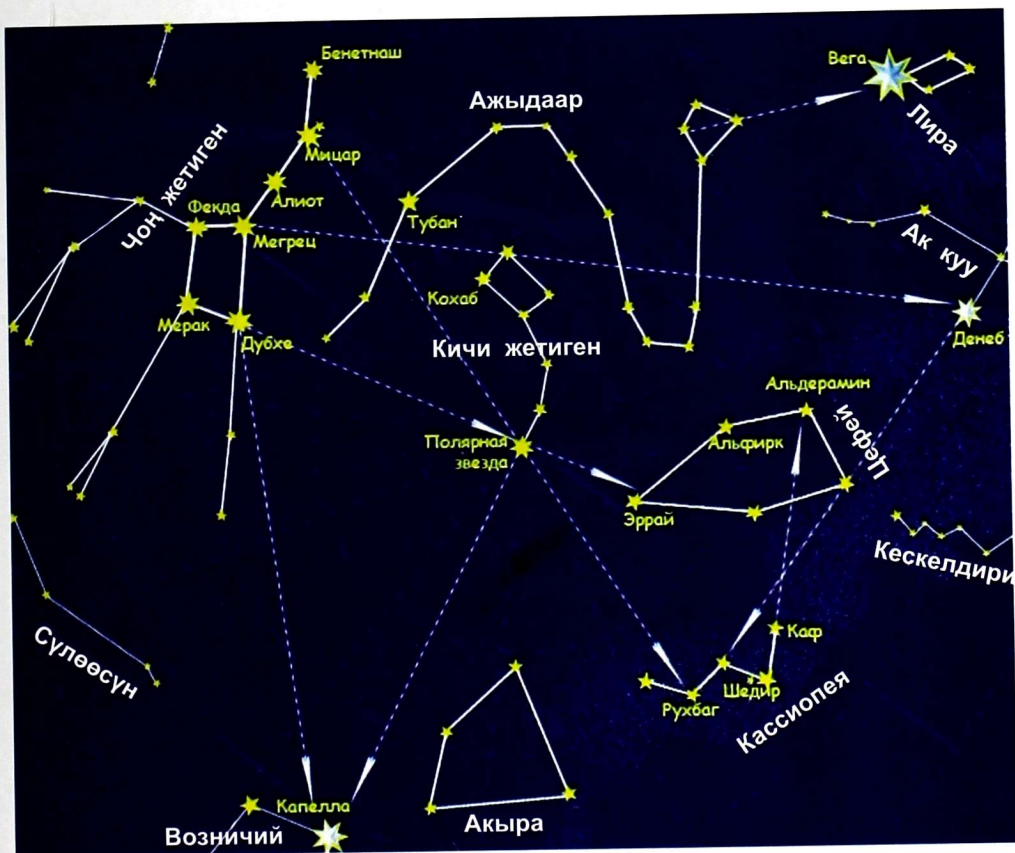 Бенетнаш
Вега
Ажыдаар
Лира
Мицар
Чоң жетиген
Алиот
Фекда
Мегрец
Тубан
Ак куу
Кохаб
Мерак
Дубхе
Кичи жетиген
Денеб
Альдерамин
Цефей
Альфирк
Полярная
звезда
Эррай
Кескелдири
Каф
Сүлөөсүн
Шедир
Рухбаг
Кассиопея
Капелла
Возничий
Акыра